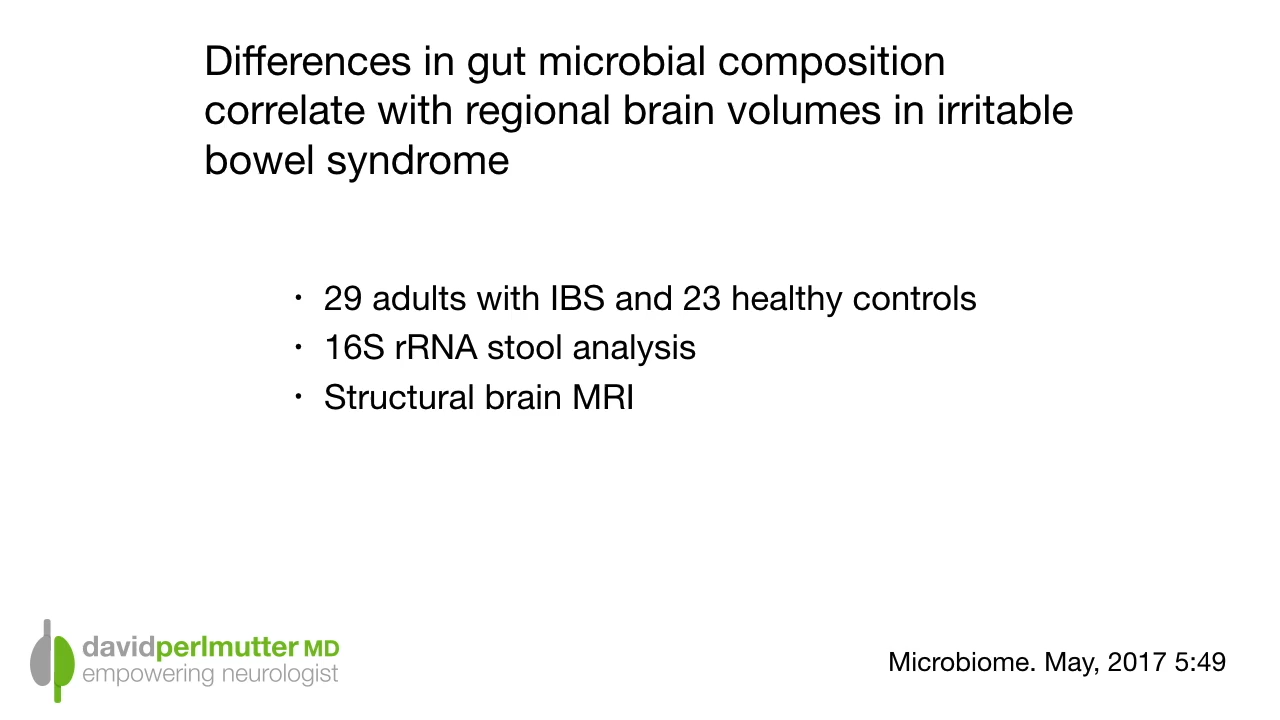 Differences in gut microbial composition
correlate with regional brain volumes in irritable
bowel syndrome
· 29 adults with IBS and 23 healthy controls
· 16S rRNA stool analysis
· Structural brain MRI
davidperlmutter MD
empowering neurologist
Microbiome. May, 2017 5:49